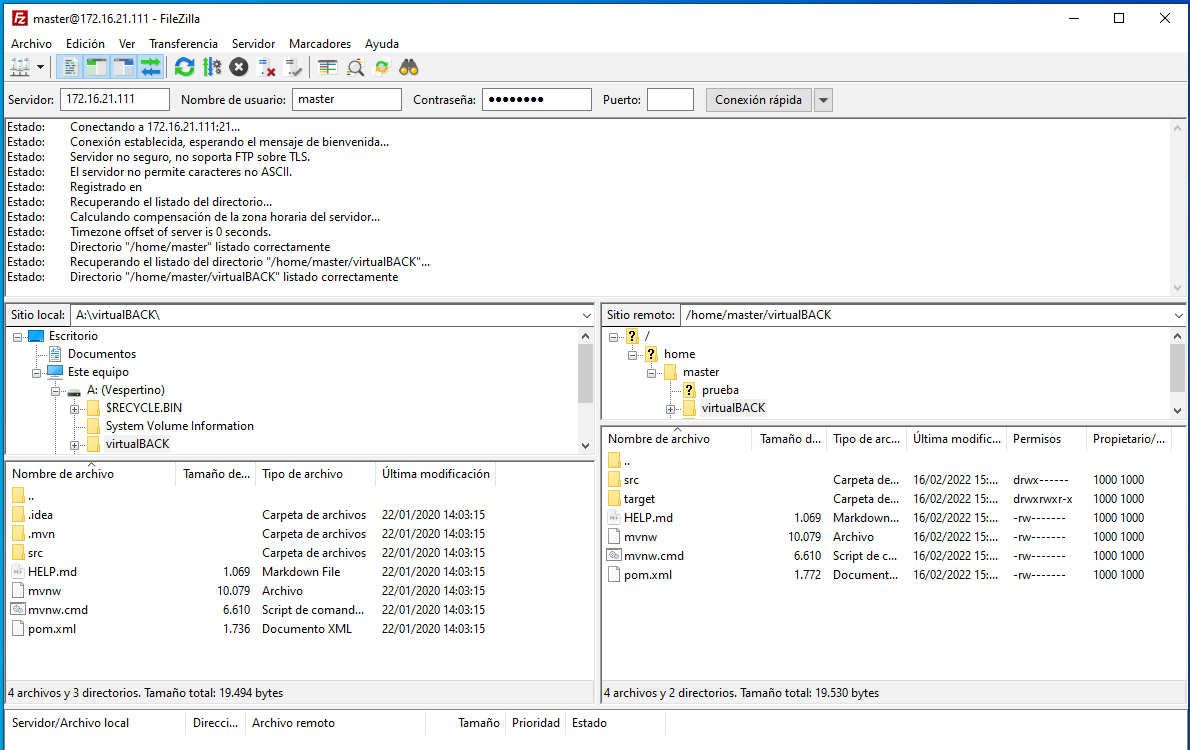 master@172.16.21.111 - FileZilla
Archivo Edición Ver Transferencia Servidor Marcadores Ayuda
Servidor: 172.16.21.111 Nombre de usuario: master Contraseña: ●●●●●●●● Puerto: Conexión rápida
Estado: Conectando a 172.16.21.111:21...
Estado: Conexión establecida, esperando el mensaje de bienvenida...
Estado: Servidor no seguro, no soporta FTP sobre TLS.
Estado: El servidor no permite caracteres no ASCII.
Estado: Registrado en
Estado: Recuperando el listado del directorio...
Estado: Calculando compensación de la zona horaria del servidor...
Estado: Timezone offset of server is 0 seconds.
Estado: Directorio "/home/master" listado correctamente
Estado: Recuperando el listado del directorio "/home/master/virtualBACK"...
Estado: Directorio "/home/master/virtualBACK" listado correctamente
Sitio local: A:\virtualBACK\
Escritorio
Documentos
Este equipo
A: (Vespertino)
$RECYCLE.BIN
System Volume Information
virtualBACK
Nombre de archivo Tamaño de... Tipo de archivo Última modificación
..
.idea Carpeta de archivos 22/01/2020 14:03:15
.mvn Carpeta de archivos 22/01/2020 14:03:15
src Carpeta de archivos 22/01/2020 14:03:15
HELP.md 1.069 Markdown File 22/01/2020 14:03:15
mvnw 10.079 Archivo 22/01/2020 14:03:15
mvnw.cmd 6.610 Script de comand... 22/01/2020 14:03:15
pom.xml 1.736 Documento XML 22/01/2020 14:03:15
4 archivos y 3 directorios. Tamaño total: 19.494 bytes
Sitio remoto: /home/master/virtualBACK
/
home
master
prueba
virtualBACK
Nombre de archivo Tamaño d... Tipo de arc... Última modific... Permisos Propietario/...
..
src Carpeta de... 16/02/2022 15:... drwx------ 1000 1000
target Carpeta de... 16/02/2022 15:... drwxrwxr-x 1000 1000
HELP.md 1.069 Markdown... 16/02/2022 15:... -rw------- 1000 1000
mvnw 10.079 Archivo 16/02/2022 15:... -rw------- 1000 1000
mvnw.cmd 6.610 Script de c... 16/02/2022 15:... -rw------- 1000 1000
pom.xml 1.772 Document... 16/02/2022 15:... -rw------- 1000 1000
4 archivos y 2 directorios. Tamaño total: 19.530 bytes
Servidor/Archivo local Direcci... Archivo remoto Tamaño Prioridad Estado